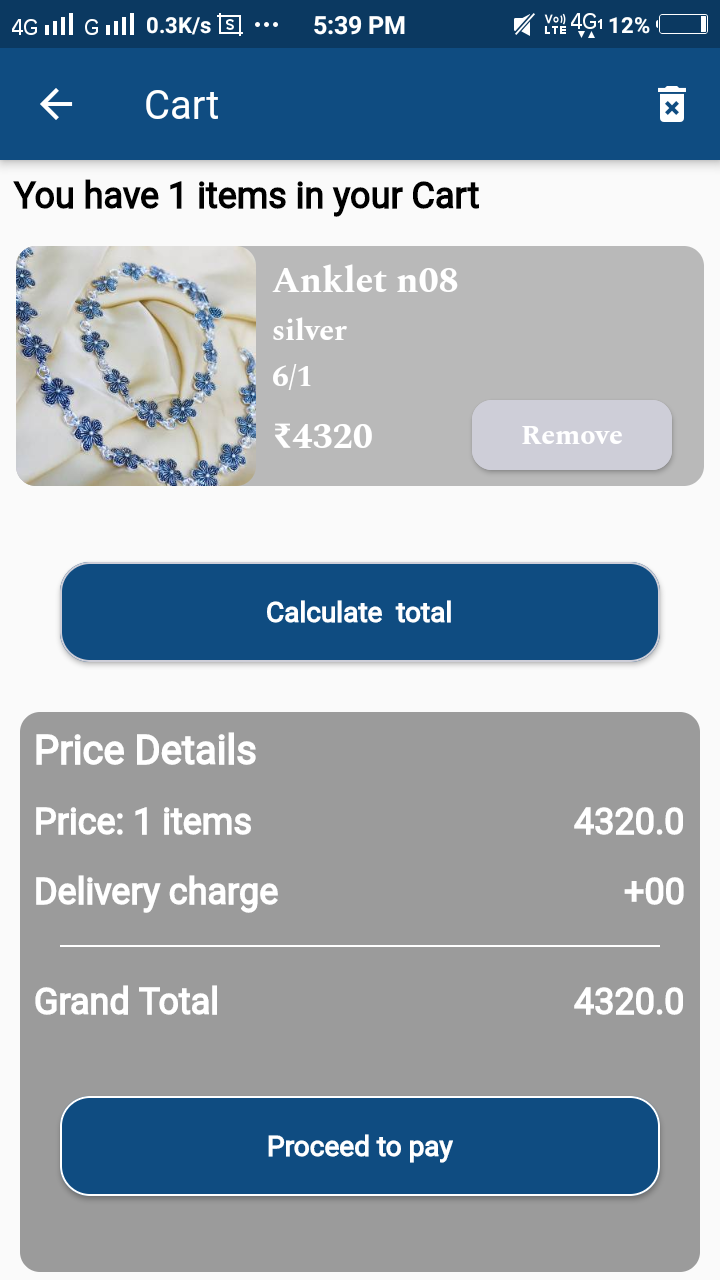 4G G 0.3K/s S ... 5:39 PM Vo)) LTE 4G1 12%
Cart
You have 1 items in your Cart
Anklet n08
silver
6/1
₹4320
Remove
Calculate total
Price Details
Price: 1 items 4320.0
Delivery charge +00
Grand Total 4320.0
Proceed to pay